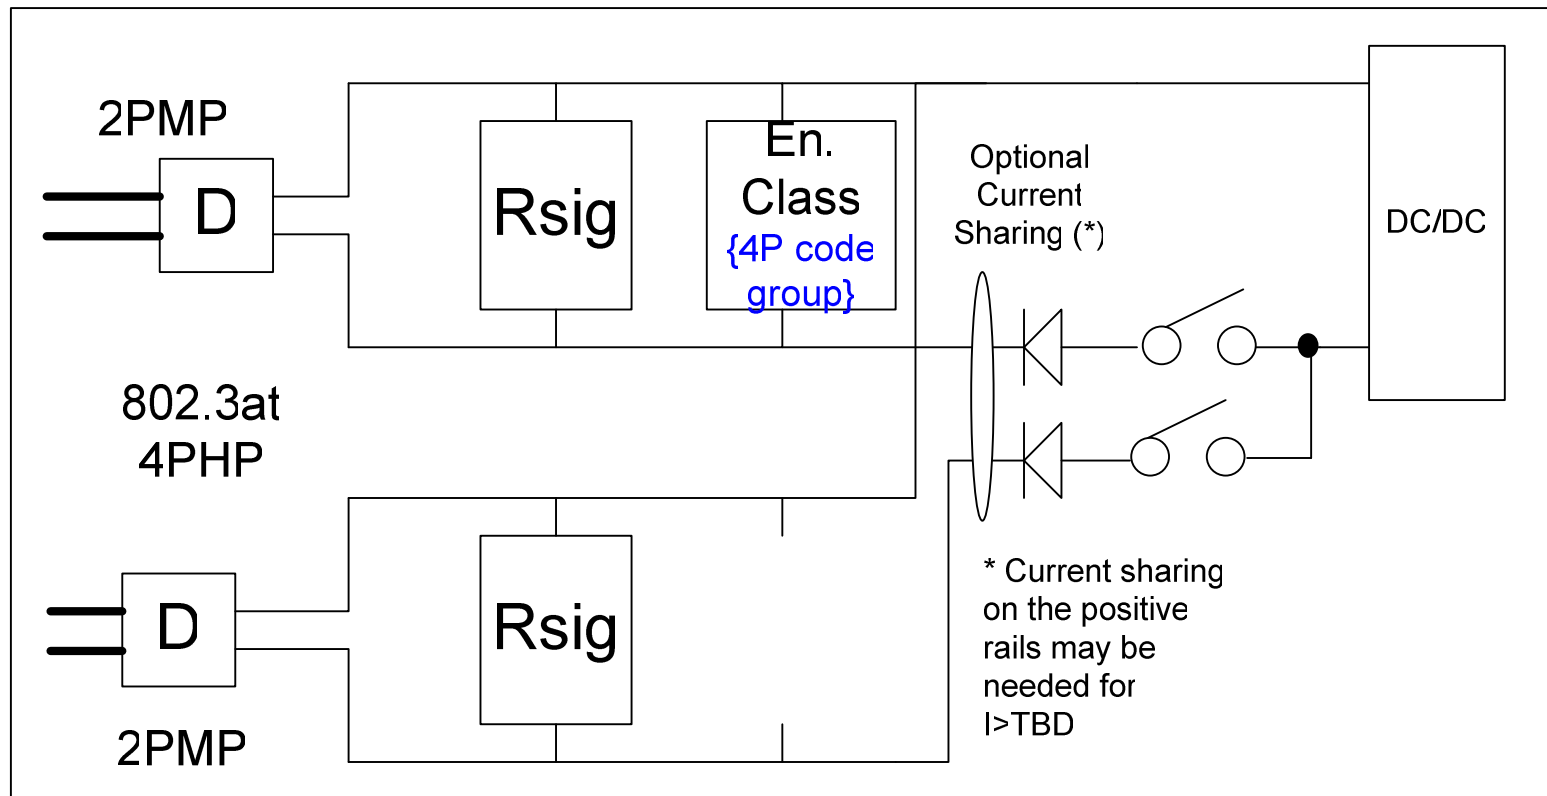 2PMP
D
Rsig
En.
Class
{4P code
group}
Optional
Current
Sharing (*)
DC/DC
802.3at
4PHP
D
2PMP
Rsig
* Current sharing
on the positive
rails may be
needed for
I>TBD